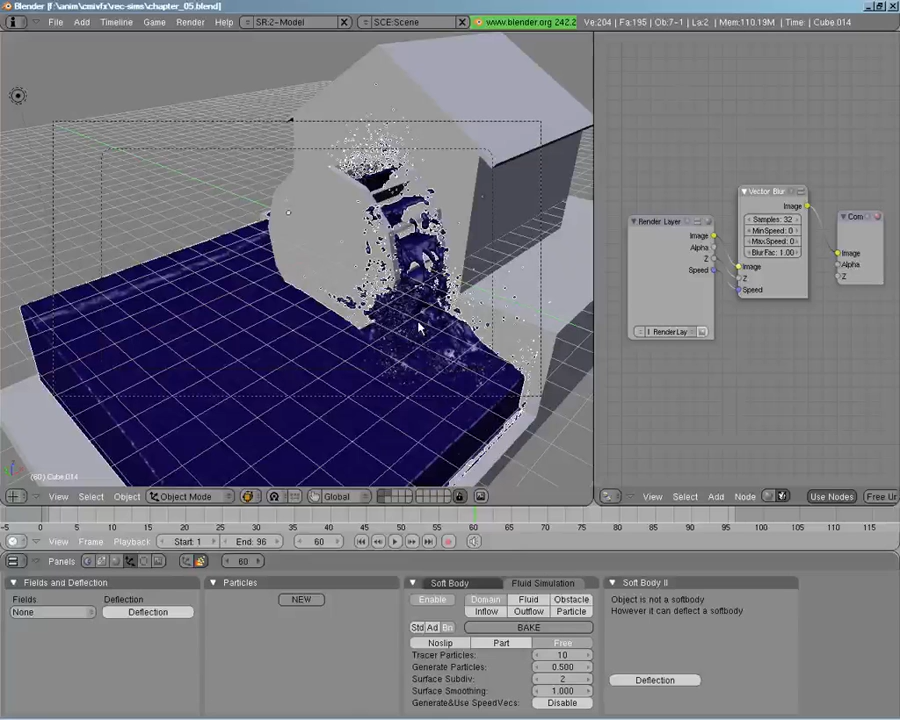 Blender [f:\anim\cmivfx\rec-sims\chapter_05.blend]
File Add Timeline Game Render Help SR:2-Model SCE:Scene www.blender.org 242.2 Ve:204 | Fa:195 | Ob:7-1 | La:2 | Mem:110.19M | Time: | Cube.014
Vector Blur
Image
Samples: 32
MinSpeed: 0
MaxSpeed: 0
BlurFac: 1.00
Image
Z
Speed
Render Layer
Image
Alpha
Z
Speed
1 RenderLay
Com
Image
Alpha
Z
(60) Cube.014
View Select Object Object Mode Global
View Select Add Node Use Nodes Free Ur
-5 0 5 10 15 20 25 30 35 40 45 50 55 60 65 70 75 80 85 90 95 100 105 110 115
View Frame Playback Start: 1 End: 96 60
Panels 60
Fields and Deflection
Fields Deflection
None Deflection
Particles
NEW
Soft Body Fluid Simulation
Enable Domain Fluid Obstacle
Inflow Outflow Particle
Std Ad Bn BAKE
Noslip Part Free
Tracer Particles: 10
Generate Particles: 0.500
Surface Subdiv: 2
Surface Smoothing: 1.000
Generate&Use SpeedVecs: Disable
Soft Body II
Object is not a softbody
However it can deflect a softbody
Deflection